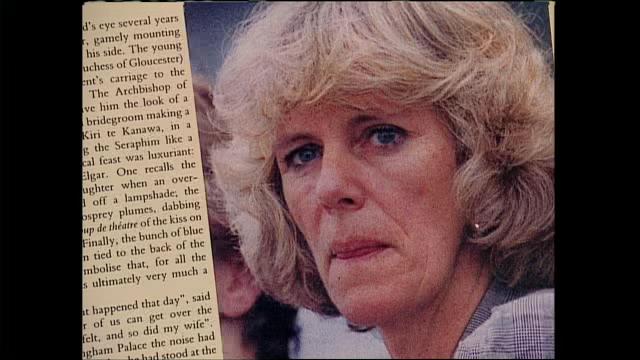 d's eye several years
r, gamely mounting
his side. The young
uchess of Gloucester)
ent's carriage to the
The Archbishop of
ve him the look of a
bridegroom making a
Kiri te Kanawa, in a
g the Seraphim like a
cal feast was luxuriant:
Elgar. One recalls the
ughter when an over-
l off a lampshade; the
osprey plumes, dabbing
oup de théatre of the kiss on
Finally, the bunch of blue
n tied to the back of the
mbolise that, for all the
s ultimately very much a
t happened that day", said
r of us can get over the
felt, and so did my wife".
ngham Palace the noise had
he had stood at the